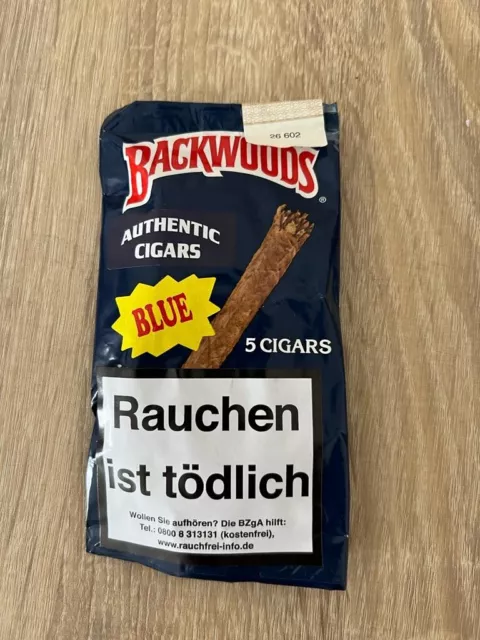 26 602
BACKWOODS
®
AUTHENTIC
CIGARS
BLUE
5 CIGARS
Rauchen
ist tödlich
Wollen Sie aufhören? Die BZgA hilft:
Tel.: 0800 8 313131 (kostenfrei),
www.rauchfrei-info.de